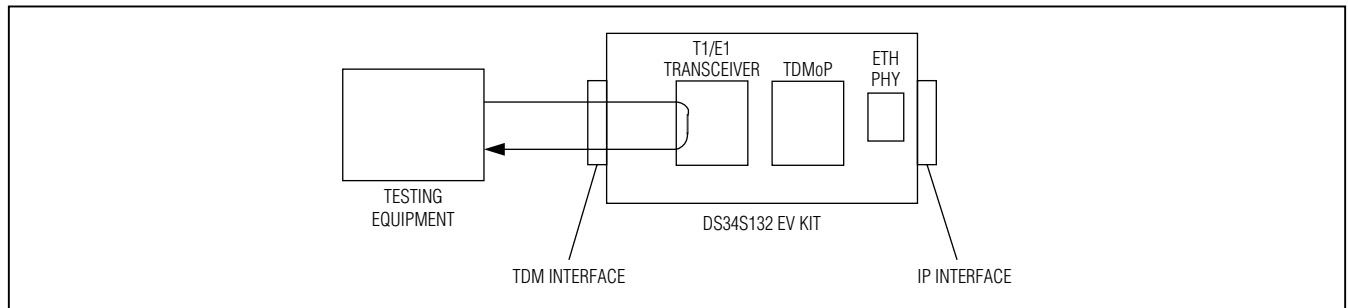 T1/E1
TRANSCEIVER
TDMoP
ETH
PHY
TESTING
EQUIPMENT
DS34S132 EV KIT
TDM INTERFACE
IP INTERFACE